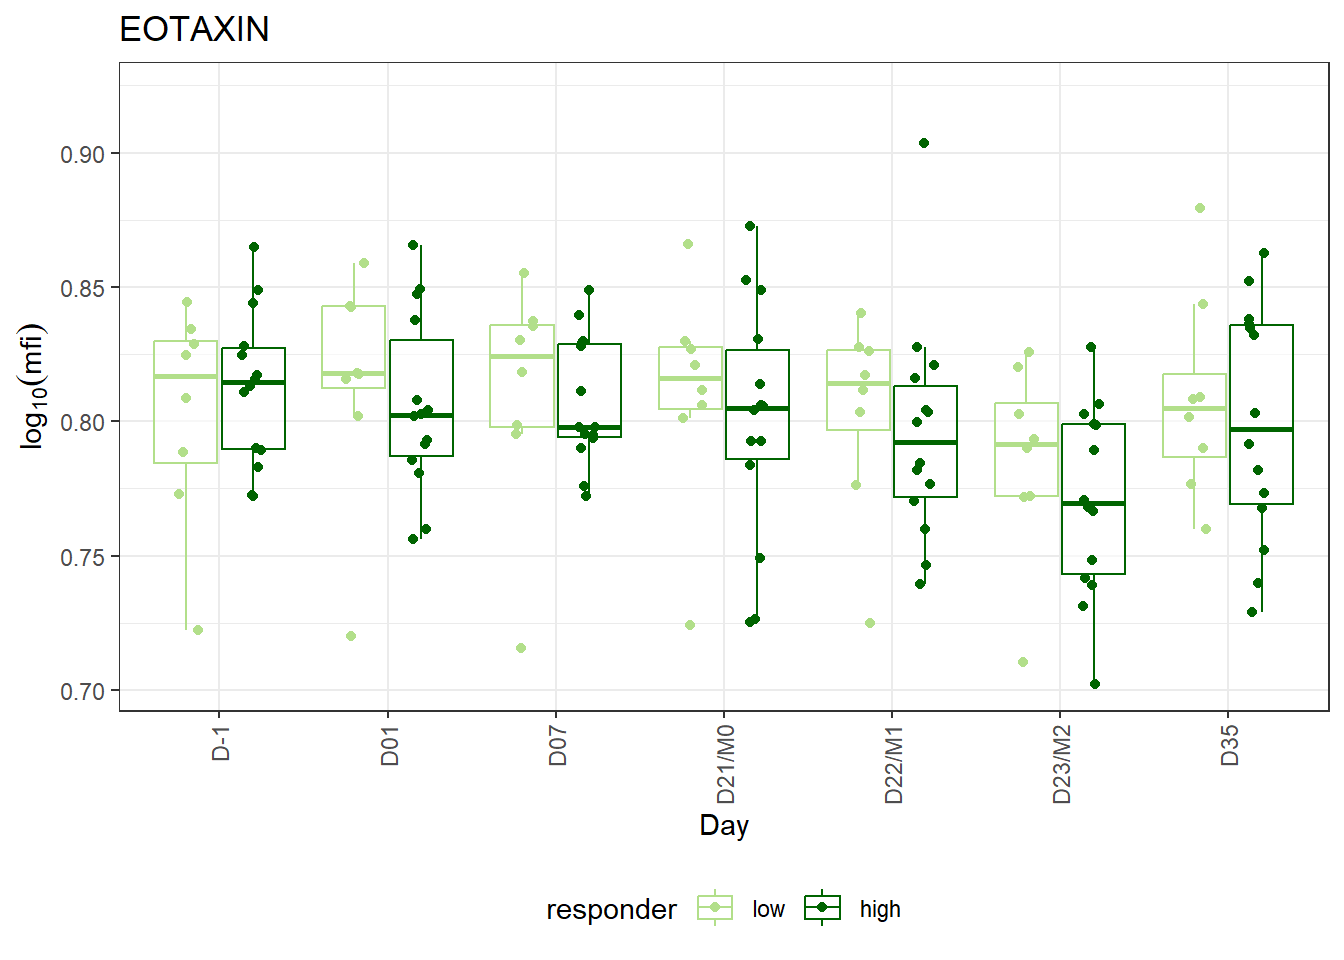 EOTAXIN
log10(mfi)
0.90
0.85
0.80
0.75
0.70
D-1
D01
D07
D21/M0
D22/M1
D23/M2
D35
Day
responder low high